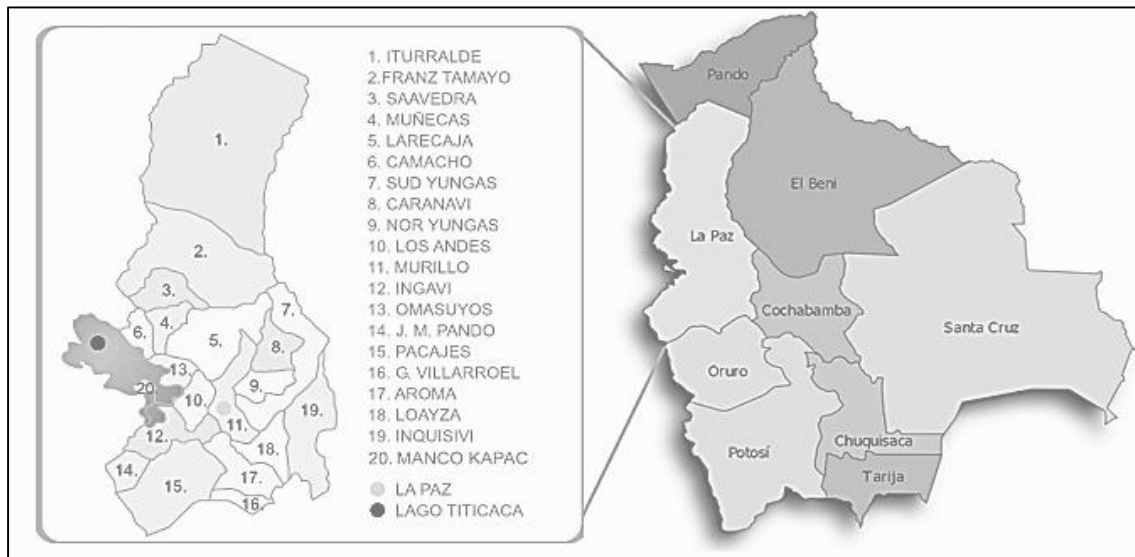 1. ITURRALDE
2.FRANZ TAMAYO
3. SAAVEDRA
4. MUÑECAS
5. LARECAJA
6. CAMACHO
7. SUD YUNGAS
8. CARANAVI
9. NOR YUNGAS
10. LOS ANDES
11. MURILLO
12. INGAVI
13. OMASUYOS
14. J. M. PANDO
15. PACAJES
16. G. VILLARROEL
17. AROMA
18. LOAYZA
19. INQUISIVI
20. MANCO KAPAC
LA PAZ
LAGO TITICACA
1.
2.
3.
7.
4.
6.
5.
8.
13.
20
9.
10.
19.
11.
12.
18.
14.
15.
17.
16.
Pando
El Beni
La Paz
Cochabamba
Santa Cruz
Oruro
Chuquisaca
Potosí
Tarija